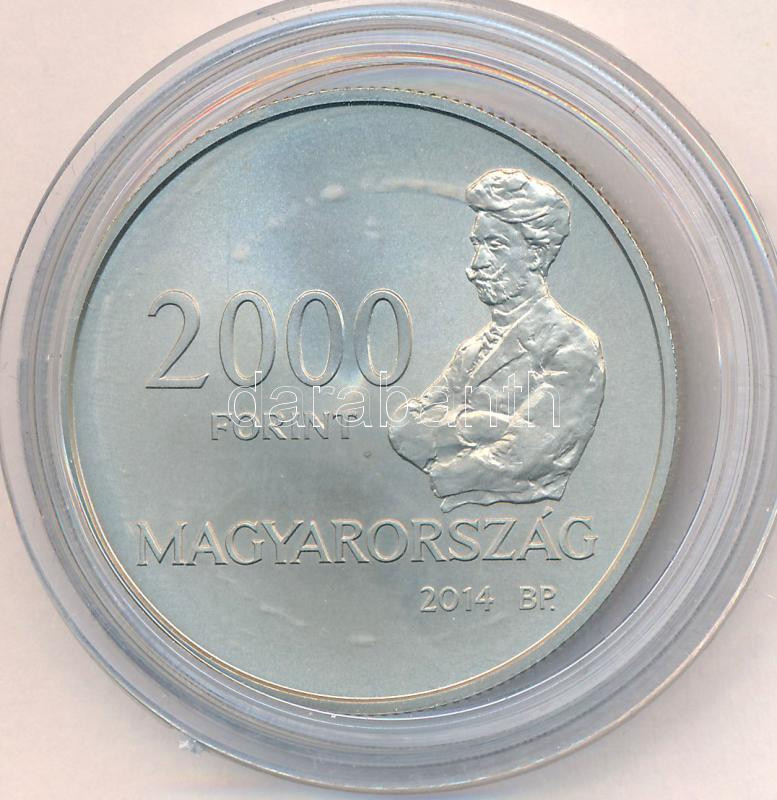 2000
FORINT
darabanth
MAGYARORSZÁG
2014 BP.